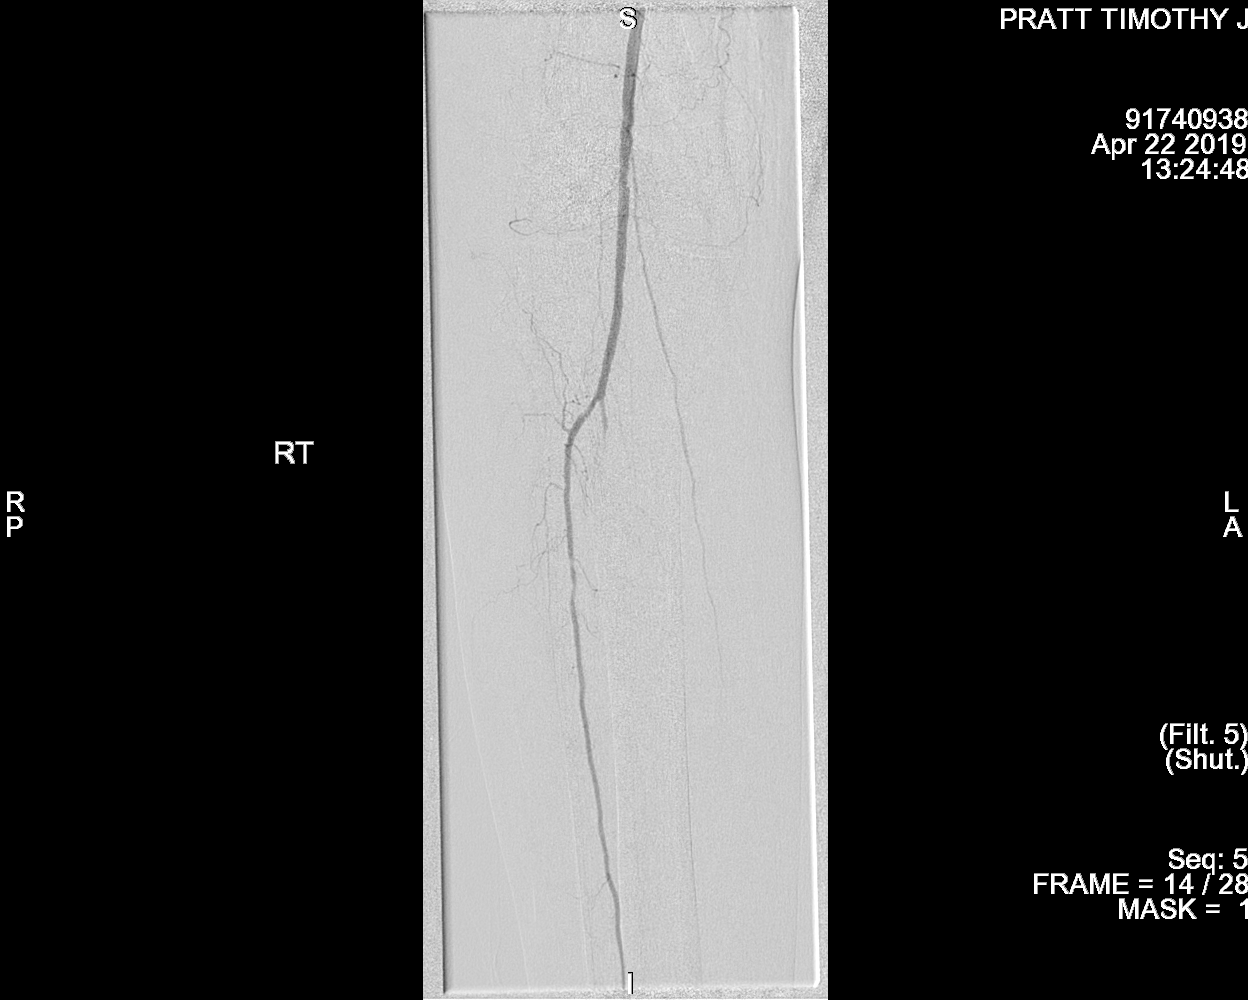 S
PRATT TIMOTHY J
91740938
Apr 22 2019
13:24:48
RT
R
P
L
A
(Filt. 5)
(Shut.)
Seq: 5
FRAME = 14 / 28
MASK = 1
I